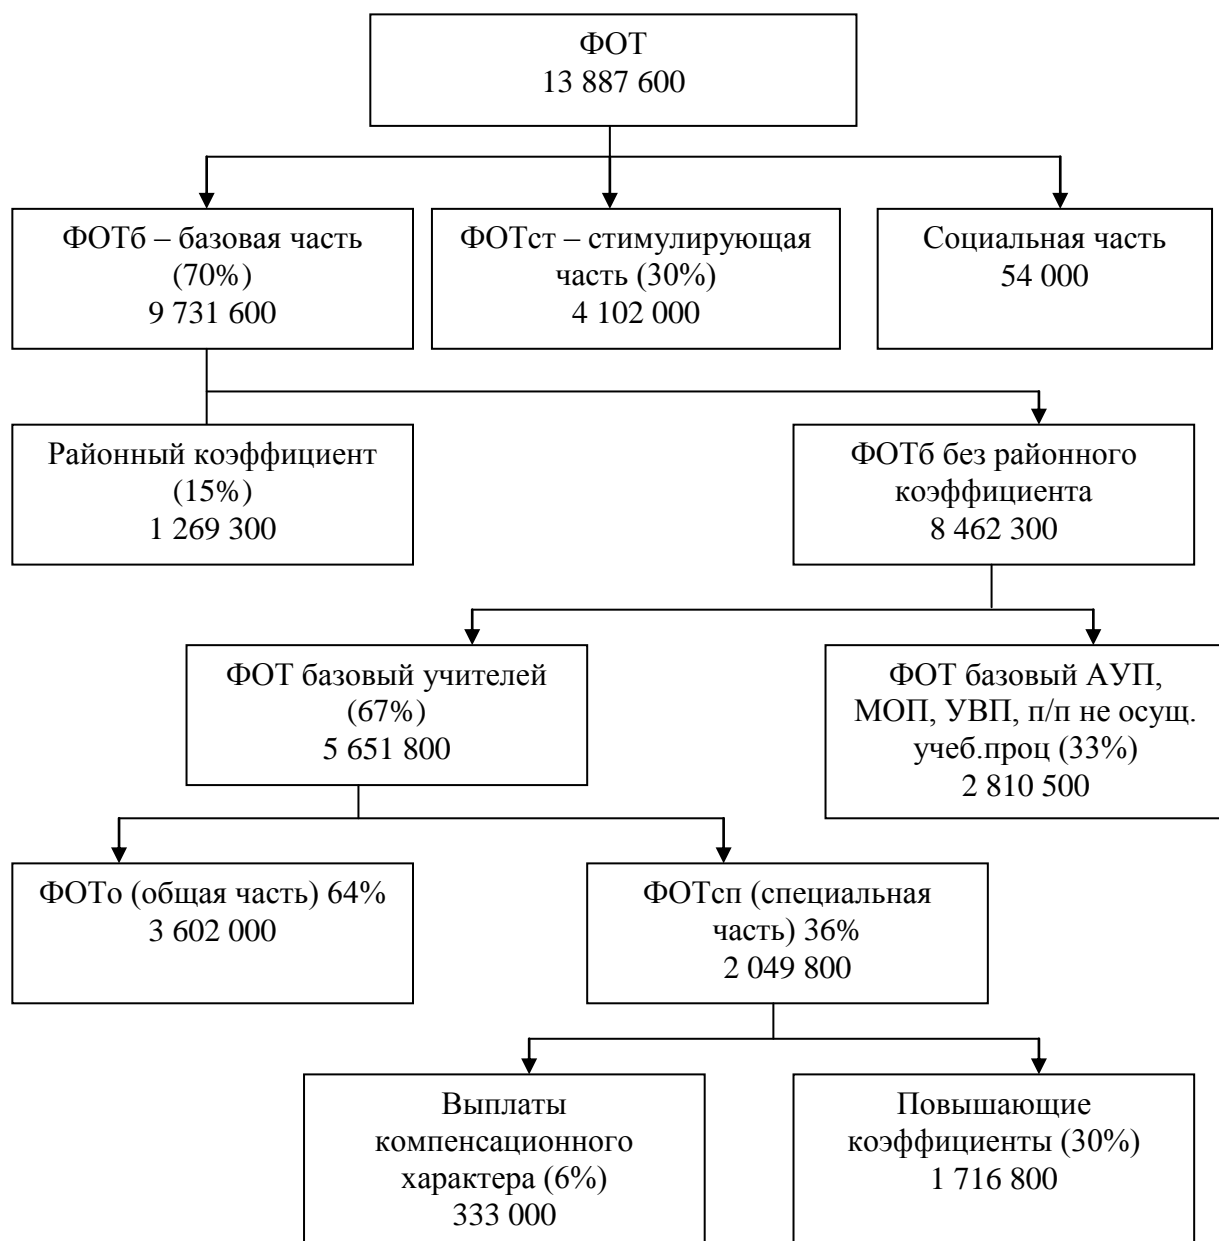 ФОТ
13 887 600
ФОТб – базовая часть
(70%)
9 731 600
ФОТст – стимулирующая
часть (30%)
4 102 000
Социальная часть
54 000
Районный коэффициент
(15%)
1 269 300
ФОТб без районного
коэффициента
8 462 300
ФОТ базовый учителей
(67%)
5 651 800
ФОТ базовый АУП,
МОП, УВП, п/п не осущ.
учеб.проц (33%)
2 810 500
ФОТо (общая часть) 64%
3 602 000
ФОТсп (специальная
часть) 36%
2 049 800
Выплаты
компенсационного
характера (6%)
333 000
Повышающие
коэффициенты (30%)
1 716 800